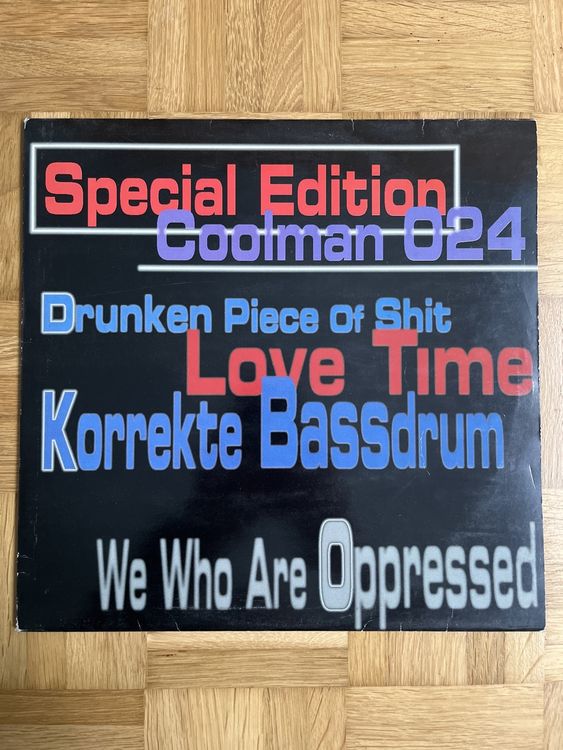 Special Edition
Coolman 024
Drunken Piece Of Shit
Love Time
Korrekte Bassdrum
We Who Are Oppressed